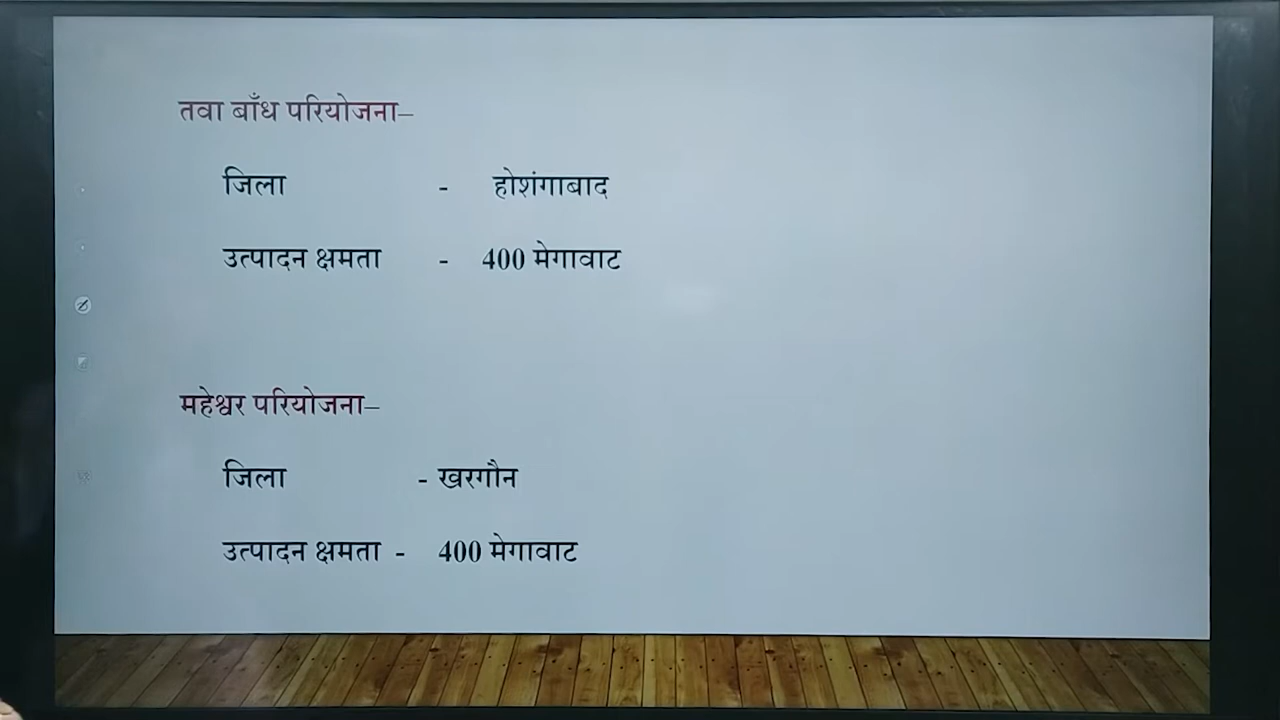 तवा बाँध परियोजना–
जिला - होशंगाबाद
उत्पादन क्षमता - 400 मेगावाट
महेश्वर परियोजना–
जिला - खरगौन
उत्पादन क्षमता - 400 मेगावाट